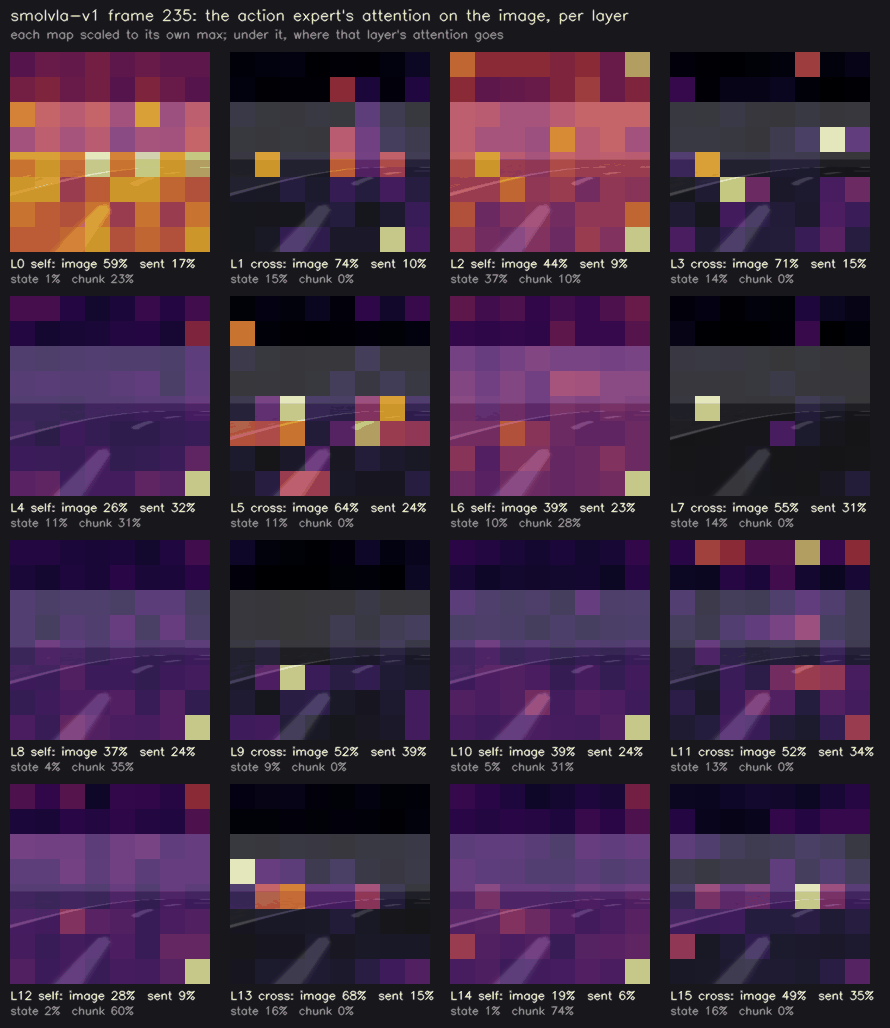 smolvla-v1 frame 235: the action expert's attention on the image, per layer
each map scaled to its own max; under it, where that layer's attention goes
L0 self: image 59%  sent 17%
state 1%  chunk 23%
L1 cross: image 74%  sent 10%
state 15%  chunk 0%
L2 self: image 44%  sent 9%
state 37%  chunk 10%
L3 cross: image 71%  sent 15%
state 14%  chunk 0%
L4 self: image 26%  sent 32%
state 11%  chunk 31%
L5 cross: image 64%  sent 24%
state 11%  chunk 0%
L6 self: image 39%  sent 23%
state 10%  chunk 28%
L7 cross: image 55%  sent 31%
state 14%  chunk 0%
L8 self: image 37%  sent 24%
state 4%  chunk 35%
L9 cross: image 52%  sent 39%
state 9%  chunk 0%
L10 self: image 39%  sent 24%
state 5%  chunk 31%
L11 cross: image 52%  sent 34%
state 13%  chunk 0%
L12 self: image 28%  sent 9%
state 2%  chunk 60%
L13 cross: image 68%  sent 15%
state 16%  chunk 0%
L14 self: image 19%  sent 6%
state 1%  chunk 74%
L15 cross: image 49%  sent 35%
state 16%  chunk 0%